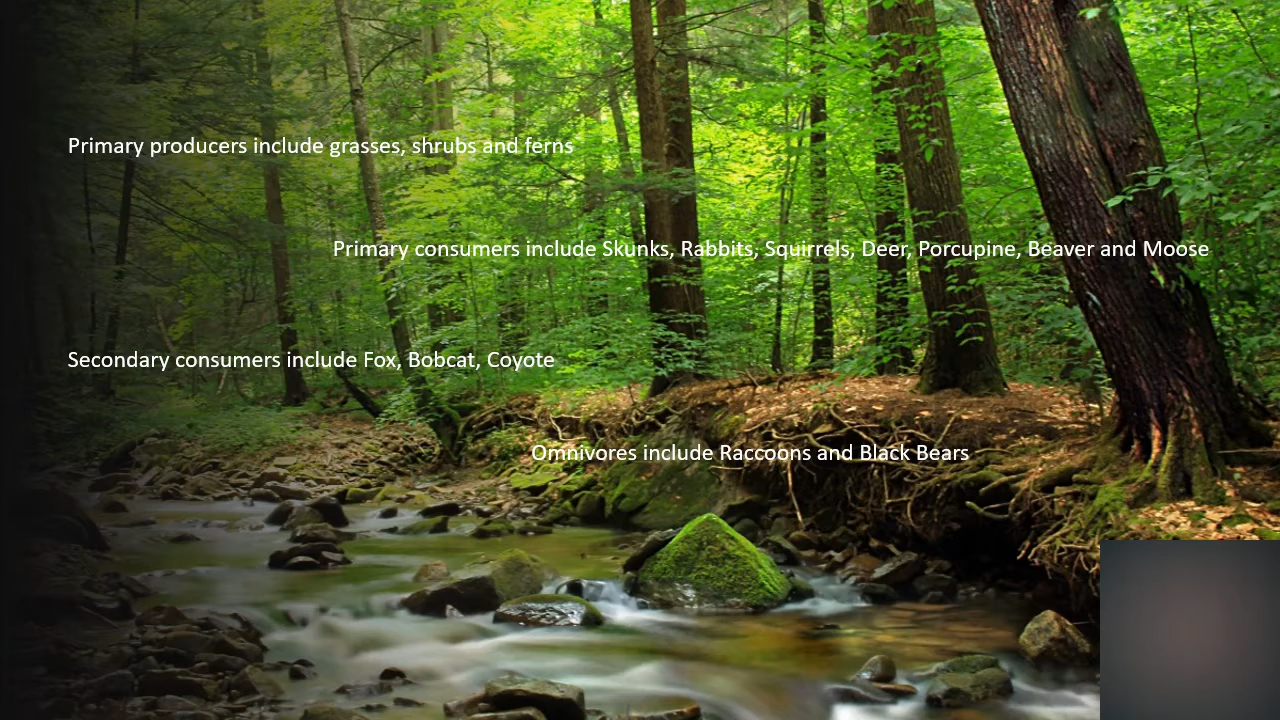 Primary producers include grasses, shrubs and ferns
Primary consumers include Skunks, Rabbits, Squirrels, Deer, Porcupine, Beaver and Moose
Secondary consumers include Fox, Bobcat, Coyote
Omnivores include Raccoons and Black Bears